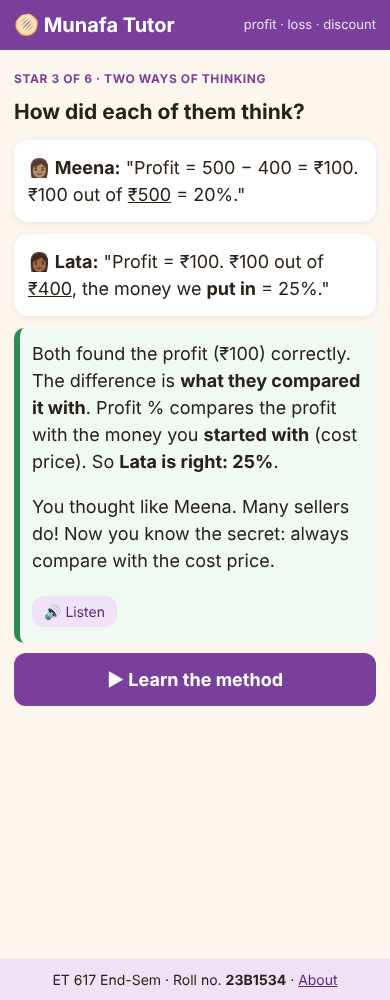 Munafa Tutor
profit · loss · discount
STAR 3 OF 6 · TWO WAYS OF THINKING
How did each of them think?
Meena: "Profit = 500 − 400 = ₹100.
₹100 out of ₹500 = 20%."
Lata: "Profit = ₹100. ₹100 out of
₹400, the money we put in = 25%."
Both found the profit (₹100) correctly.
The difference is what they compared
it with. Profit % compares the profit
with the money you started with (cost
price). So Lata is right: 25%.
You thought like Meena. Many sellers
do! Now you know the secret: always
compare with the cost price.
🔊 Listen
▶ Learn the method
ET 617 End-Sem · Roll no. 23B1534 · About